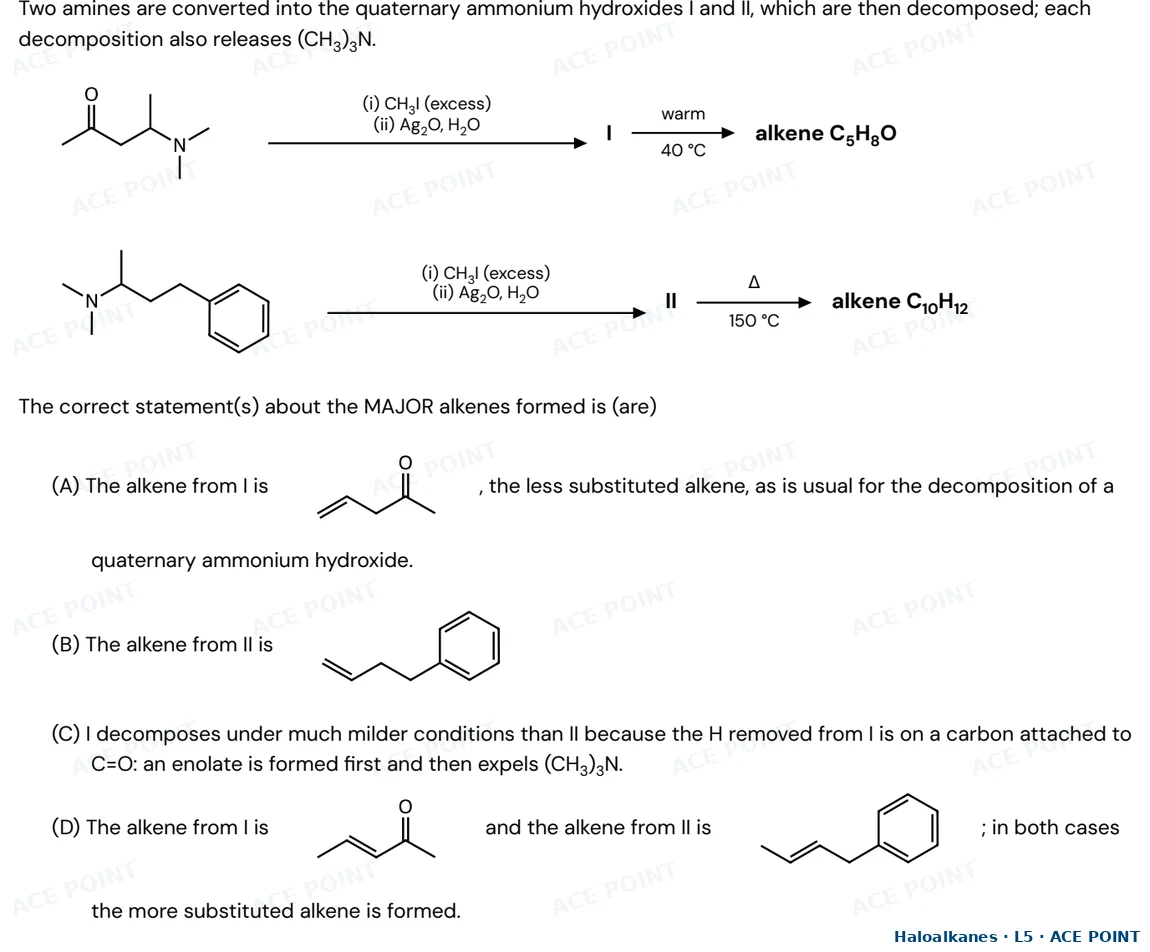 Two amines are converted into the quaternary ammonium hydroxides I and II, which are then decomposed; each
decomposition also releases (CH₃)₃N.
O
N
(i) CH₃I (excess)
(ii) Ag₂O, H₂O
I
warm
40 °C
alkene C₅H₈O
N
(i) CH₃I (excess)
(ii) Ag₂O, H₂O
II
Δ
150 °C
alkene C₁₀H₁₂
The correct statement(s) about the MAJOR alkenes formed is (are)
O
(A) The alkene from I is , the less substituted alkene, as is usual for the decomposition of a
quaternary ammonium hydroxide.
(B) The alkene from II is
(C) I decomposes under much milder conditions than II because the H removed from I is on a carbon attached to
C=O: an enolate is formed first and then expels (CH₃)₃N.
O
(D) The alkene from I is and the alkene from II is ; in both cases
the more substituted alkene is formed.
Haloalkanes · L5 · ACE POINT